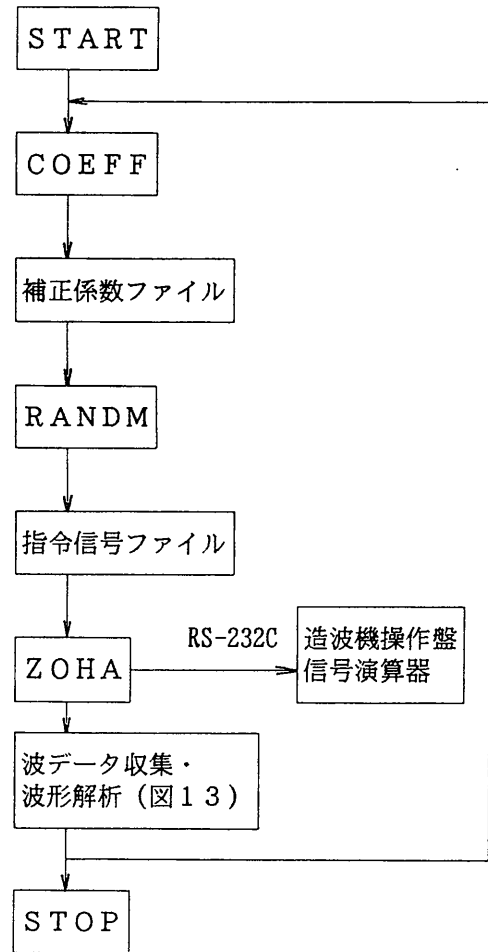 START
COEFF
補正係数ファイル
RANDM
指令信号ファイル
ZOHA
RS-232C
造波機操作盤
信号演算器
波データ収集・
波形解析(図13)
STOP